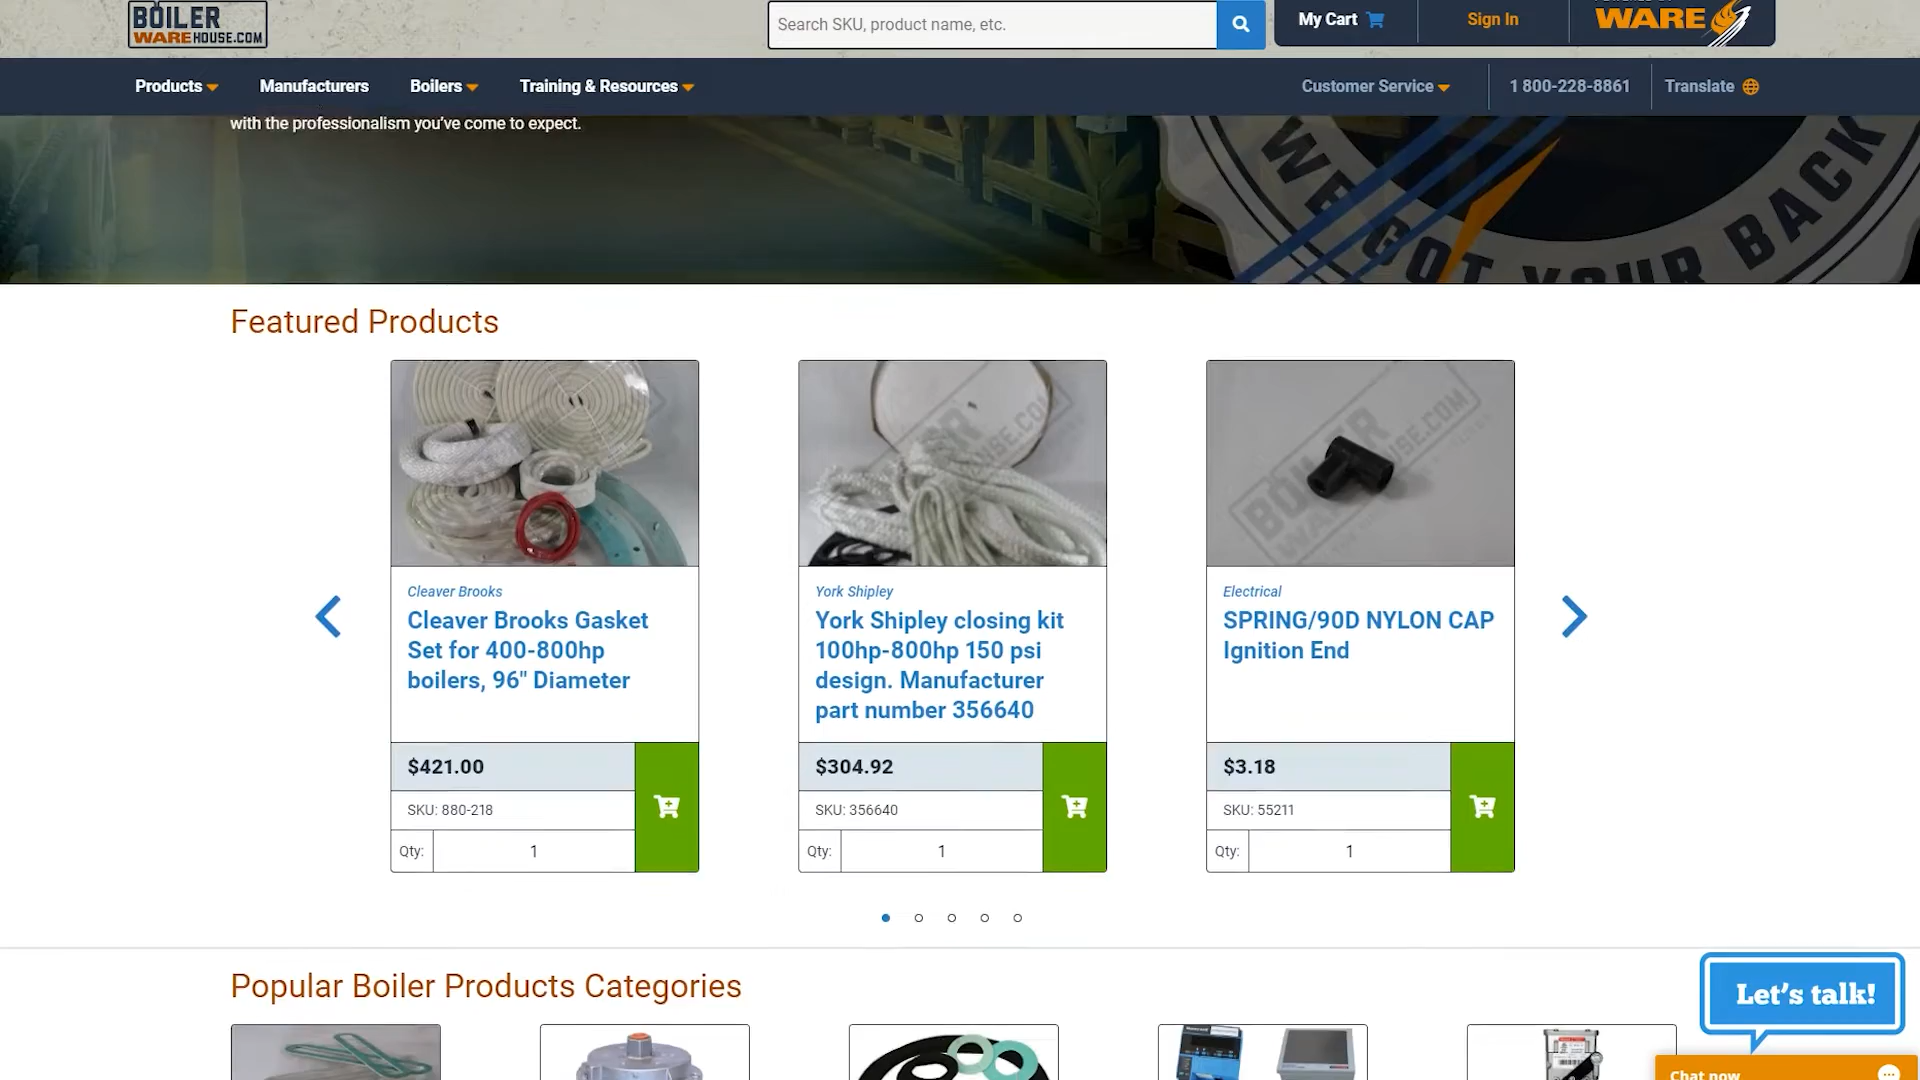 BOILER
WAREHOUSE.COM
Search SKU, product name, etc.
My Cart
Sign In
WARE
Products
Manufacturers
Boilers
Training & Resources
Customer Service
1 800-228-8861
Translate
with the professionalism you've come to expect.
WE GOT YOUR BACK
Featured Products
Cleaver Brooks
Cleaver Brooks Gasket
Set for 400-800hp
boilers, 96" Diameter
$421.00
SKU: 880-218
Qty:
1
York Shipley
York Shipley closing kit
100hp-800hp 150 psi
design. Manufacturer
part number 356640
$304.92
SKU: 356640
Qty:
1
BOILER
WAREHOUSE.COM
Electrical
SPRING/90D NYLON CAP
Ignition End
$3.18
SKU: 55211
Qty:
1
Popular Boiler Products Categories
Let's talk!
Chat now